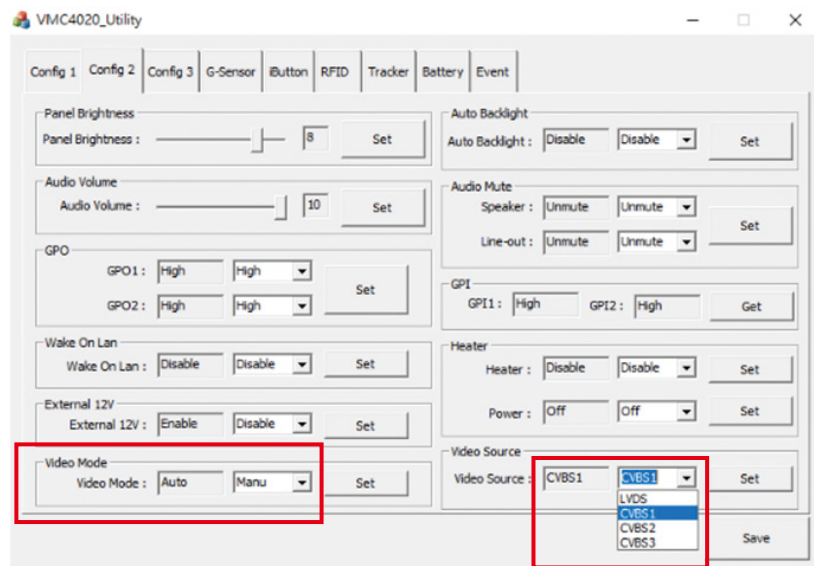 VMC4020_Utility
Config 1 Config 2 Config 3 G-Sensor iButton RFID Tracker Battery Event
Panel Brightness
Panel Brightness : 8 Set
Auto Backlight
Auto Backlight : Disable Disable Set
Audio Volume
Audio Volume : 10 Set
Audio Mute
Speaker : Unmute Unmute
Line-out : Unmute Unmute
Set
GPO
GPO1 : High High
GPO2 : High High
Set
GPI
GPI1 : High GPI2 : High Get
Wake On Lan
Wake On Lan : Disable Disable Set
Heater
Heater : Disable Disable Set
Power : Off Off Set
External 12V
External 12V : Enable Disable Set
Video Mode
Video Mode : Auto Manu Set
Video Source
Video Source : CVBS1 CVBS1 Set
LVDS
CVBS1
CVBS2
CVBS3
Save